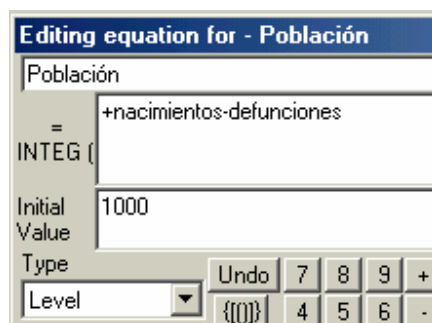 Editing equation for - Población
Población
= INTEG (
+nacimientos-defunciones
Initial Value
1000
Type
Level
Undo 7 8 9 +
{[()]} 4 5 6 -